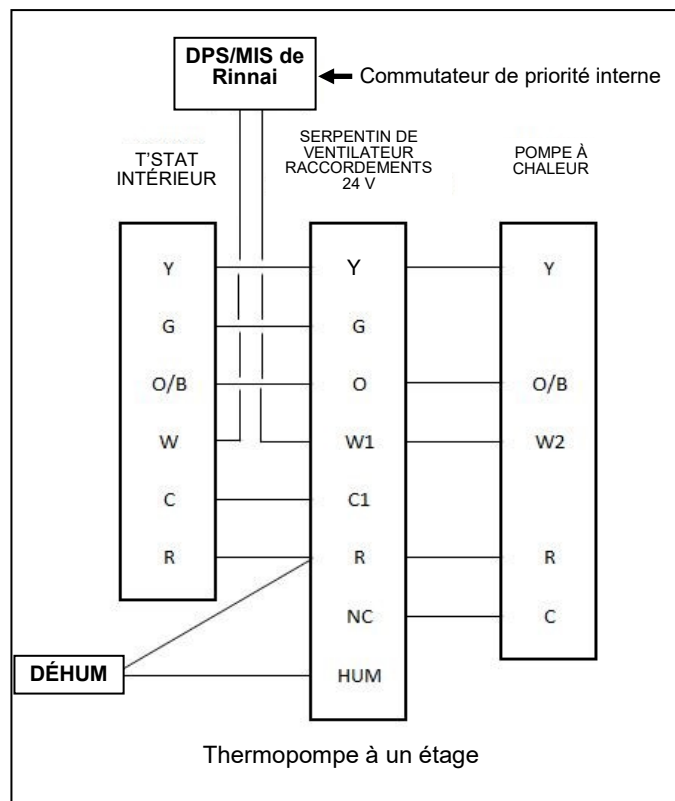 DPS/MIS de
Rinnai
Commutateur de priorité interne
T'STAT
INTÉRIEUR
SERPENTIN DE
VENTILATEUR
RACCORDEMENTS
24 V
POMPE À
CHALEUR
Y Y Y
G G
O/B O O/B
W W1 W2
C C1
R R R
NC C
DÉHUM HUM
Thermopompe à un étage